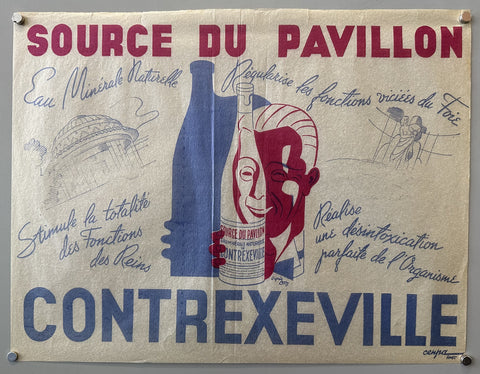 SOURCE DU PAVILLON
Eau Minérale Naturelle
Régularise les fonctions viciées du Foie
Stimule la totalité
des Fonctions
des Reins
SOURCE DU PAVILLON
CONTREXEVILLE
Réalise
une désintoxication
parfaite de l'Organisme
CONTREXEVILLE
cenpa